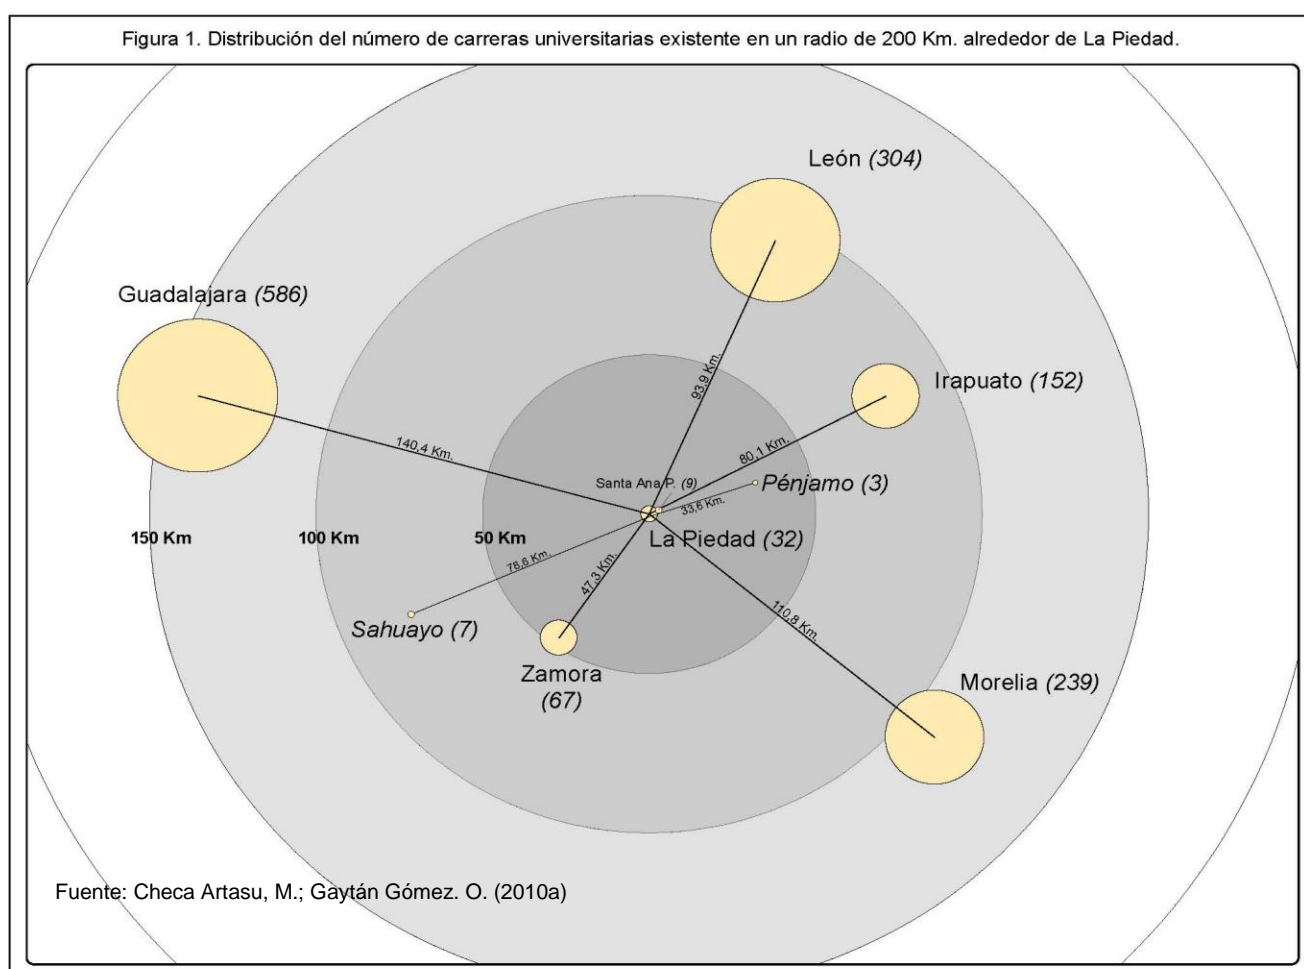 Figura 1. Distribución del número de carreras universitarias existente en un radio de 200 Km. alrededor de La Piedad.
León (304)
Guadalajara (586)
93,9 Km.
Irapuato (152)
140,4 Km.
80,1 Km.
Santa Ana P. (9)
Pénjamo (3)
33,6 Km.
150 Km
100 Km
50 Km
La Piedad (32)
78,6 Km.
47,3 Km.
110,8 Km.
Sahuayo (7)
Zamora
(67)
Morelia (239)
Fuente: Checa Artasu, M.; Gaytán Gómez. O. (2010a)